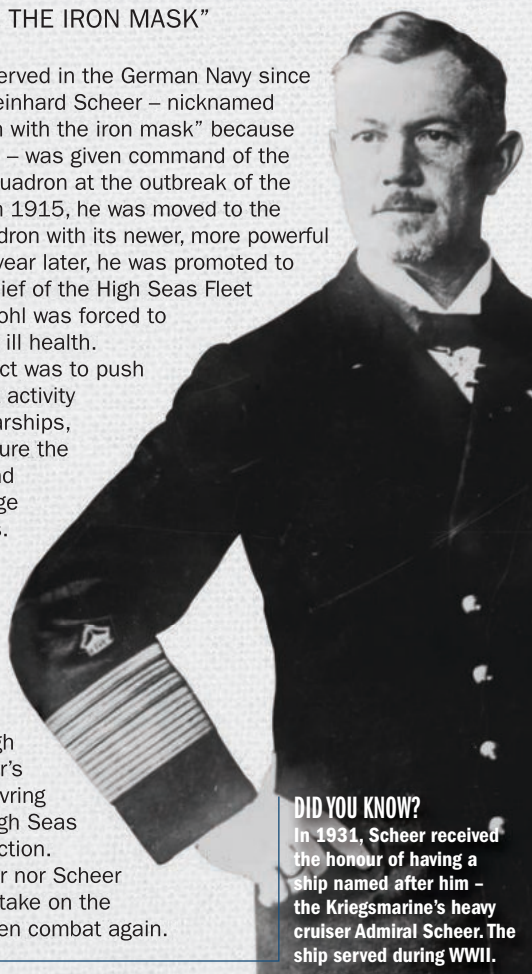 THE IRON MASK”
erved in the German Navy since
einhard Scheer – nicknamed
n with the iron mask” because
– was given command of the
uadron at the outbreak of the
n 1915, he was moved to the
dron with its newer, more powerful
year later, he was promoted to
ief of the High Seas Fleet
ohl was forced to
ill health.
ct was to push
activity
arships,
ure the
nd
ge
s.
gh
r’s
vring
gh Seas
ction.
r nor Scheer
take on the
en combat again.
DID YOU KNOW?
In 1931, Scheer received
the honour of having a
ship named after him –
the Kriegsmarine’s heavy
cruiser Admiral Scheer. The
ship served during WWII.